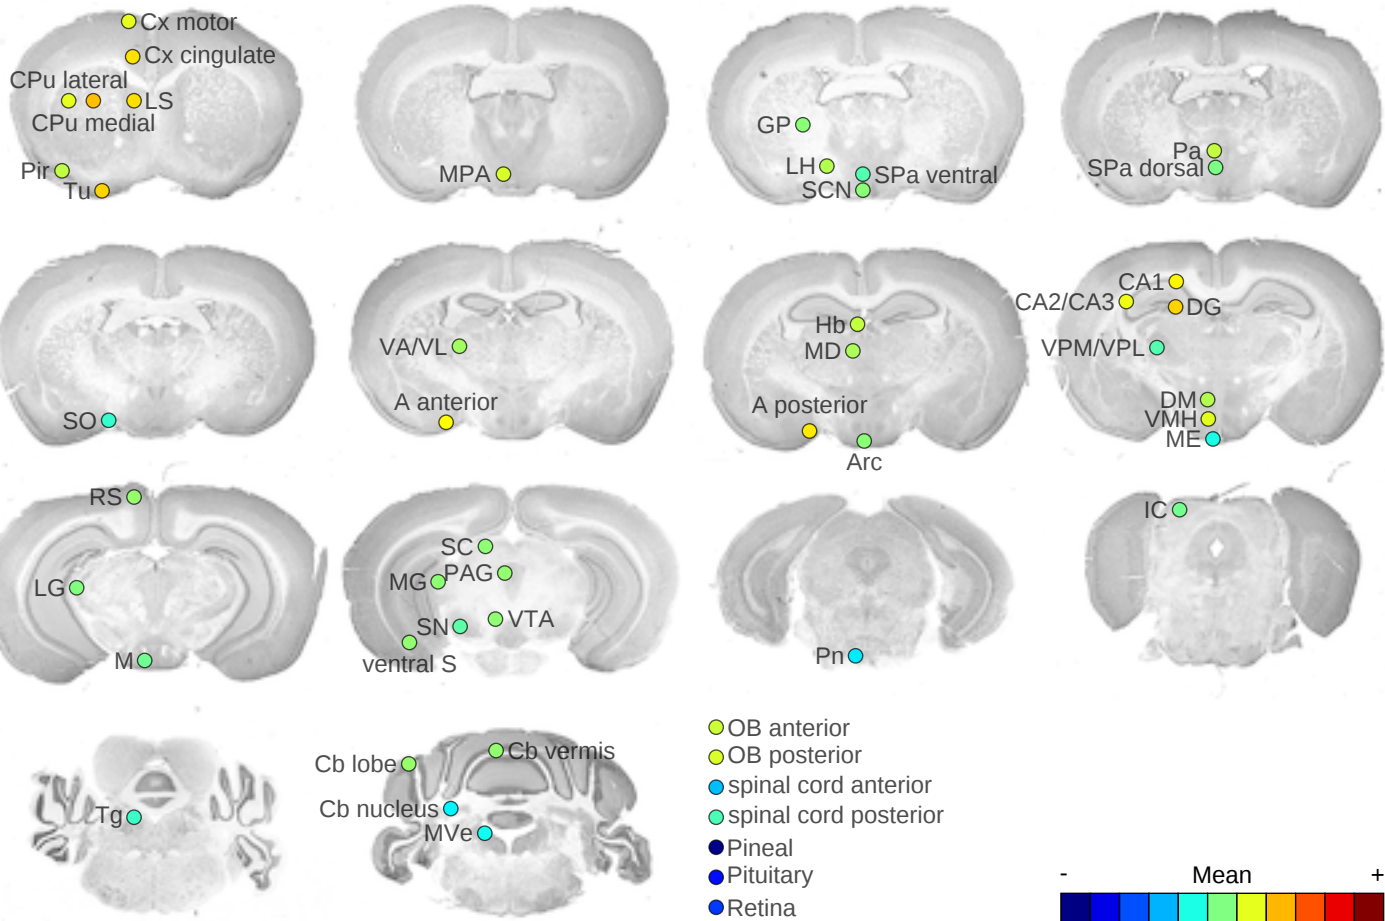 Cx motor
Cx cingulate
CPu lateral
LS
CPu medial
Pir
Tu
MPA
GP
LH
SPa ventral
SCN
Pa
SPa dorsal
SO
VA/VL
A anterior
Hb
MD
A posterior
Arc
CA1
CA2/CA3
DG
VPM/VPL
DM
VMH
ME
RS
LG
M
SC
PAG
MG
SN
VTA
ventral S
Pn
IC
Tg
Cb lobe
Cb vermis
Cb nucleus
MVe
OB anterior
OB posterior
spinal cord anterior
spinal cord posterior
Pineal
Pituitary
Retina
- Mean +